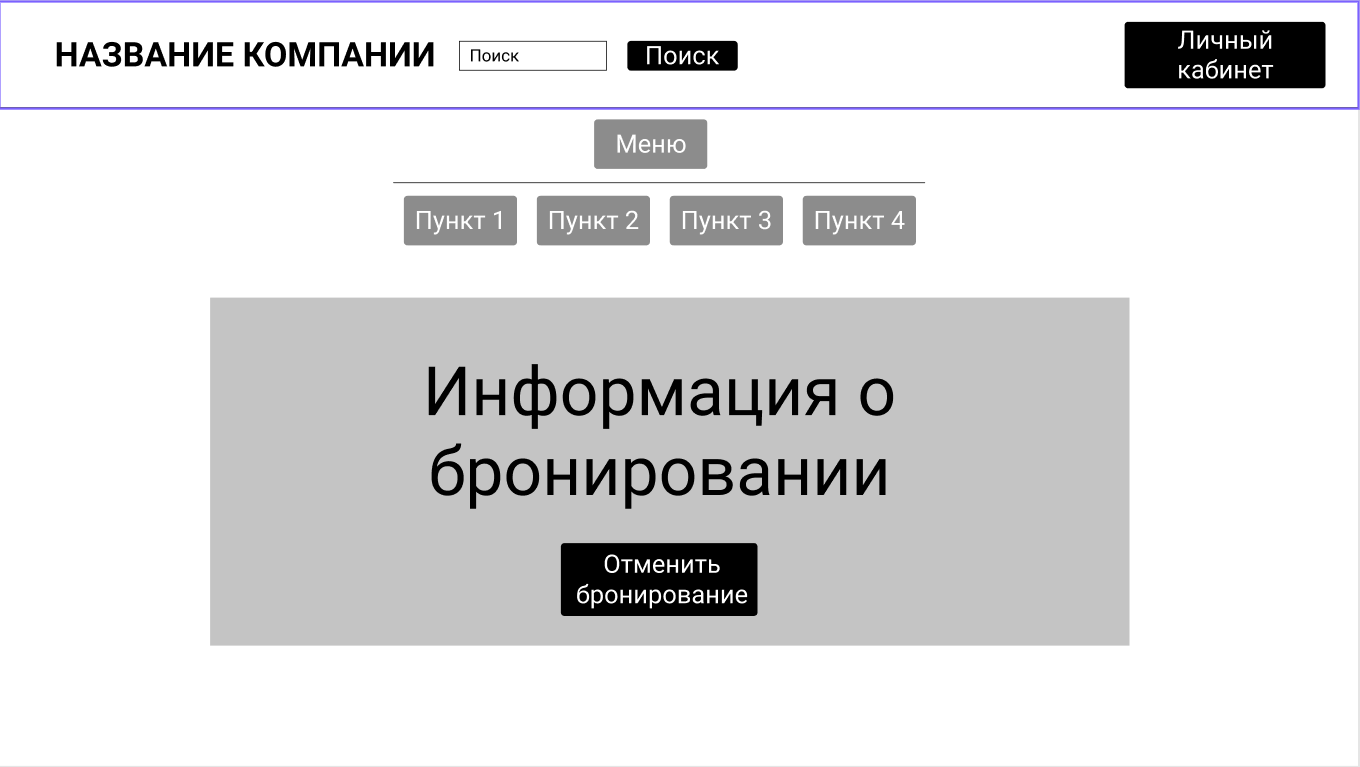 НАЗВАНИЕ КОМПАНИИ
Поиск
Поиск
Личный
кабинет
Меню
Пункт 1
Пункт 2
Пункт 3
Пункт 4
Информация о
бронировании
Отменить
бронирование